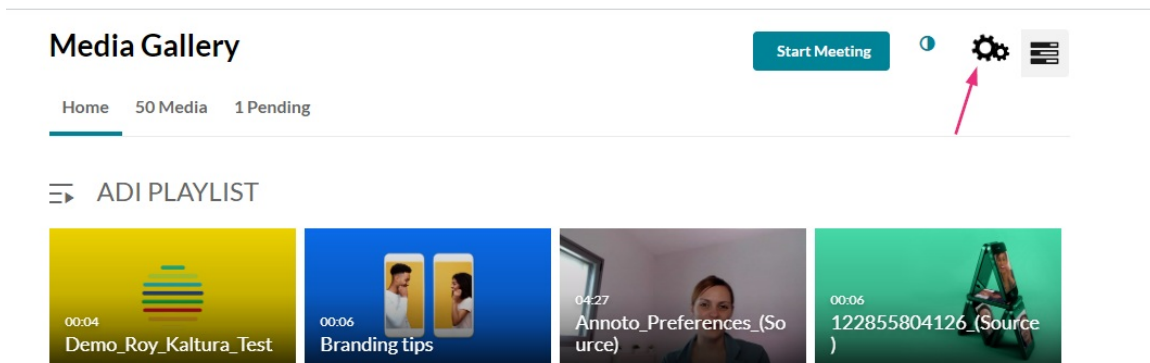 Media Gallery
Start Meeting
Home 50 Media 1 Pending
ADI PLAYLIST
00:04
Demo_Roy_Kaltura_Test
00:06
Branding tips
04:27
Annoto_Preferences_(So
urce)
00:06
122855804126_(Source
)